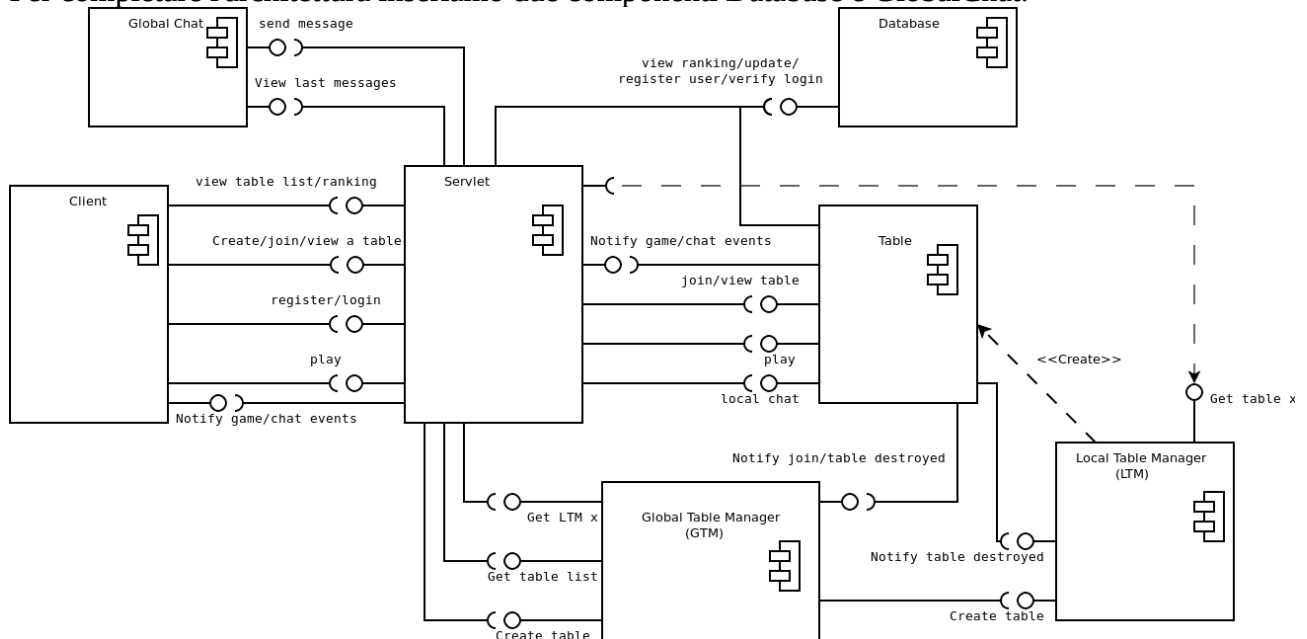 Per completare l'architettura inseriamo due componenti Database e GlobalChat.
Global Chat
send message
View last messages
Database
view ranking/update/
register user/verify login
Client
view table list/ranking
Create/join/view a table
register/login
play
Notify game/chat events
Servlet
Notify game/chat events
join/view table
play
local chat
Table
<<Create>>
Get table x
Local Table Manager
(LTM)
Notify join/table destroyed
Get LTM x
Get table list
Create table
Global Table Manager
(GTM)
Notify table destroyed
Create table